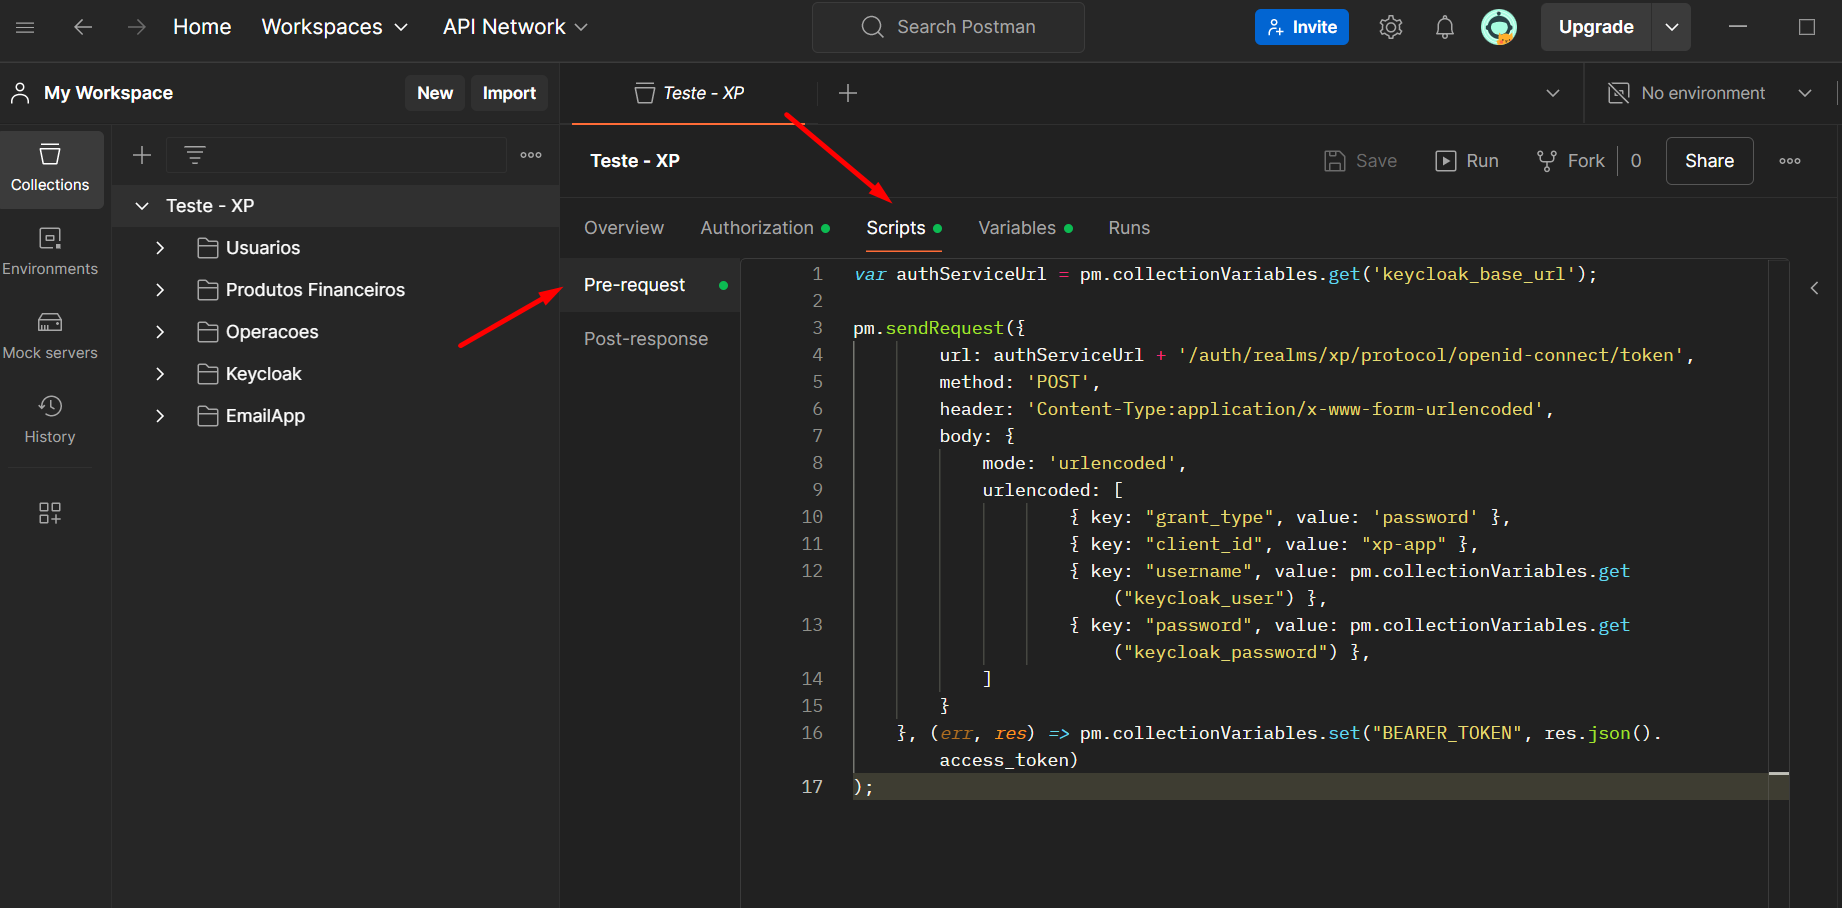 Home Workspaces API Network Search Postman Invite Upgrade
My Workspace New Import Teste - XP No environment
Collections
Environments
Mock servers
History
Teste - XP
Usuarios
Produtos Financeiros
Operacoes
Keycloak
EmailApp
Teste - XP Save Run Fork 0 Share
Overview Authorization Scripts Variables Runs
Pre-request
Post-response
1 var authServiceUrl = pm.collectionVariables.get('keycloak_base_url');
2
3 pm.sendRequest({
4 url: authServiceUrl + '/auth/realms/xp/protocol/openid-connect/token',
5 method: 'POST',
6 header: 'Content-Type:application/x-www-form-urlencoded',
7 body: {
8 mode: 'urlencoded',
9 urlencoded: [
10 { key: "grant_type", value: 'password' },
11 { key: "client_id", value: "xp-app" },
12 { key: "username", value: pm.collectionVariables.get
("keycloak_user") },
13 { key: "password", value: pm.collectionVariables.get
("keycloak_password") },
14 ]
15 }
16 }, (err, res) => pm.collectionVariables.set("BEARER_TOKEN", res.json().
access_token)
17 );